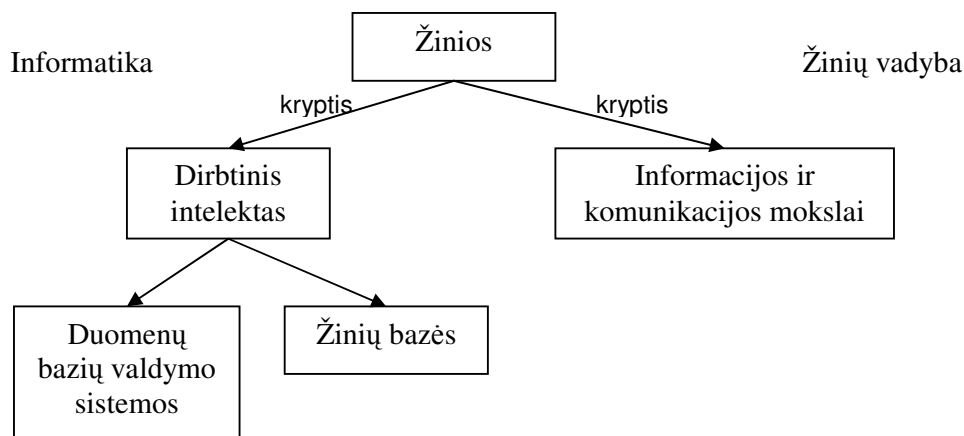 Žinios
Informatika
Žinių vadyba
kryptis
kryptis
Dirbtinis
intelektas
Informacijos ir
komunikacijos mokslai
Duomenų
bazių valdymo
sistemos
Žinių bazės